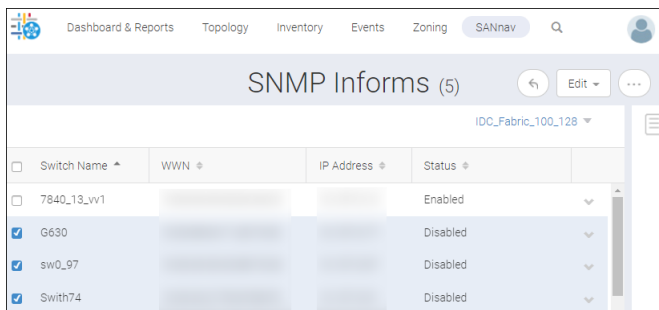 Dashboard & Reports Topology Inventory Events Zoning SANnav
SNMP Informs (5) Edit
IDC_Fabric_100_128
Switch Name WWN IP Address Status
7840_13_vv1 Enabled
G630 Disabled
sw0_97 Disabled
Swith74 Disabled